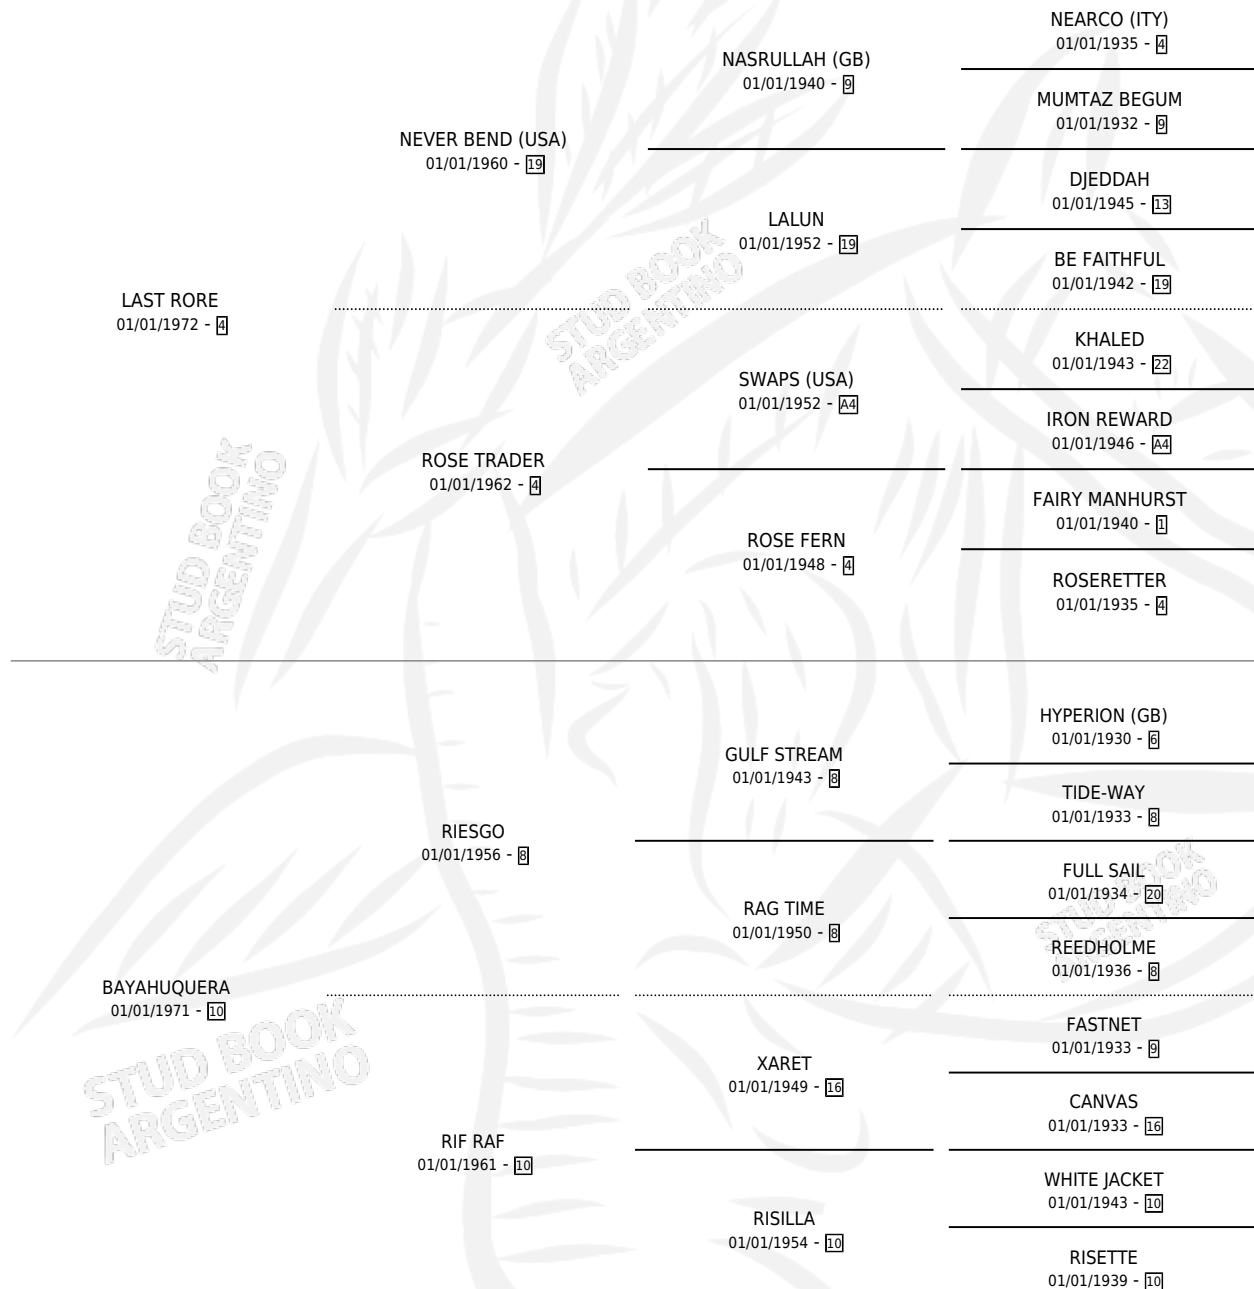 NEARCO (ITY)
01/01/1935 - 4
NASRULLAH (GB)
01/01/1940 - 9
MUMTAZ BEGUM
01/01/1932 - 9
NEVER BEND (USA)
01/01/1960 - 19
DJEDDAH
01/01/1945 - 13
LALUN
01/01/1952 - 19
BE FAITHFUL
01/01/1942 - 19
LAST RORE
01/01/1972 - 4
KHALED
01/01/1943 - 22
SWAPS (USA)
01/01/1952 - A4
IRON REWARD
01/01/1946 - A4
ROSE TRADER
01/01/1962 - 4
FAIRY MANHURST
01/01/1940 - 1
ROSE FERN
01/01/1948 - 4
ROSERETTER
01/01/1935 - 4
HYPERION (GB)
01/01/1930 - 6
GULF STREAM
01/01/1943 - 8
TIDE-WAY
01/01/1933 - 8
RIESGO
01/01/1956 - 8
FULL SAIL
01/01/1934 - 20
RAG TIME
01/01/1950 - 8
REEDHOLME
01/01/1936 - 8
BAYAHUQUERA
01/01/1971 - 10
FASTNET
01/01/1933 - 9
XARET
01/01/1949 - 16
CANVAS
01/01/1933 - 16
RIF RAF
01/01/1961 - 10
WHITE JACKET
01/01/1943 - 10
RISILLA
01/01/1954 - 10
RISETTE
01/01/1939 - 10
STUD BOOK
ARGENTINO
STUD BOOK
ARGENTINO
STUD BOOK
ARGENTINO
STUD BOOK
ARGENTINO